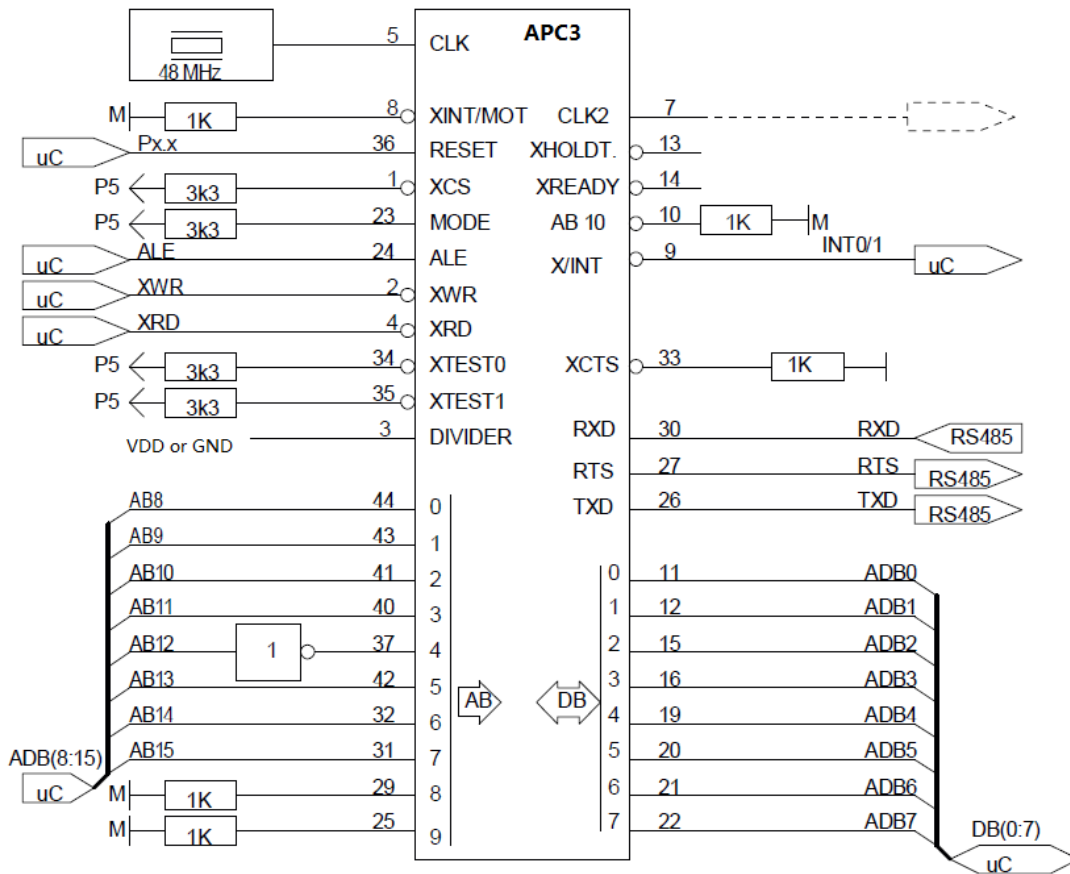 APC3
5 CLK
48 MHz
M 1K 8 XINT/MOT CLK2 7
uC Px.x 36 RESET XHOLDT. 13
P5 3k3 1 XCS XREADY 14
P5 3k3 23 MODE AB 10 10 1K M
uC ALE 24 ALE X/INT 9 INT0/1 uC
uC XWR 2 XWR
uC XRD 4 XRD
P5 3k3 34 XTEST0 XCTS 33 1K
P5 3k3 35 XTEST1
VDD or GND 3 DIVIDER RXD 30 RXD RS485
RTS 27 RTS RS485
AB8 44 0 TXD 26 TXD RS485
AB9 43 1
AB10 41 2 0 11 ADB0
AB11 40 3 1 12 ADB1
AB12 1 37 4 2 15 ADB2
AB13 42 5 AB DB 3 16 ADB3
AB14 32 6 4 19 ADB4
ADB(8:15) AB15 31 7 5 20 ADB5
uC M 1K 29 8 6 21 ADB6
M 1K 25 9 7 22 ADB7 DB(0:7)
uC